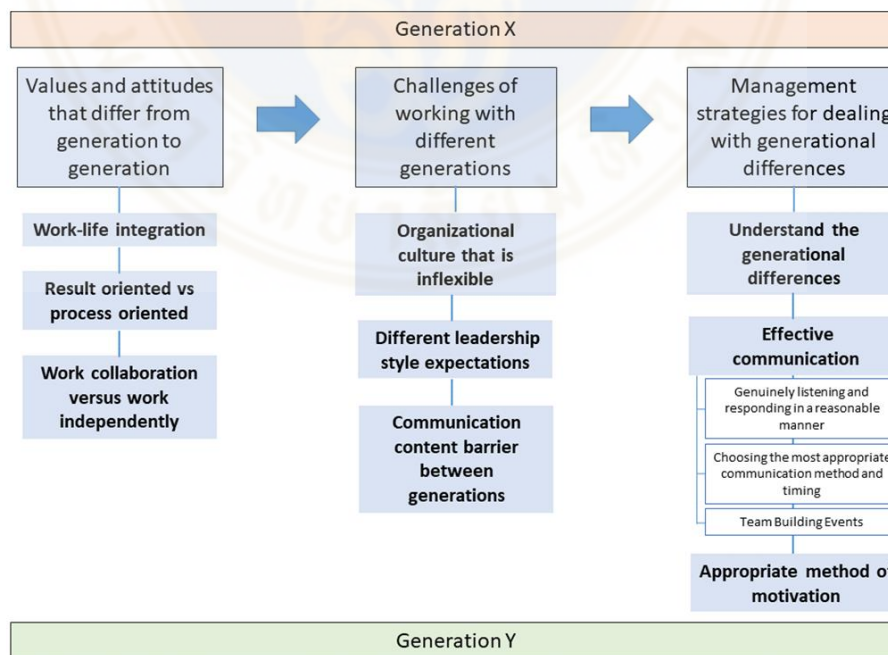 Generation X
Values and attitudes
that differ from
generation to
generation
Work-life integration
Result oriented vs
process oriented
Work collaboration
versus work
independently
Challenges of
working with
different
generations
Organizational
culture that is
inflexible
Different leadership
style expectations
Communication
content barrier
between
generations
Management
strategies for dealing
with generational
differences
Understand the
generational
differences
Effective
communication
Genuinely listening and
responding in a reasonable
manner
Choosing the most appropriate
communication method and
timing
Team Building Events
Appropriate method of
motivation
Generation Y